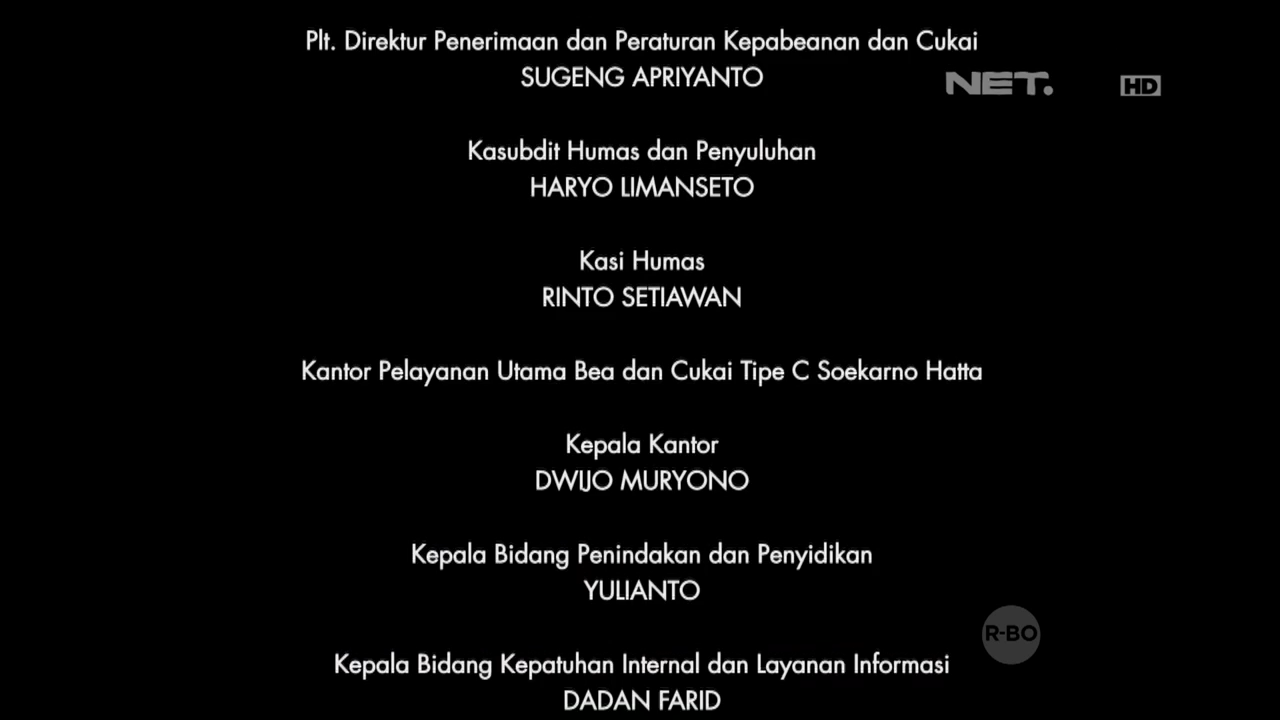 Plt. Direktur Penerimaan dan Peraturan Kepabeanan dan Cukai
SUGENG APRIYANTO
NET.
HD
Kasubdit Humas dan Penyuluhan
HARYO LIMANSETO
Kasi Humas
RINTO SETIAWAN
Kantor Pelayanan Utama Bea dan Cukai Tipe C Soekarno Hatta
Kepala Kantor
DWIJO MURYONO
Kepala Bidang Penindakan dan Penyidikan
YULIANTO
R-BO
Kepala Bidang Kepatuhan Internal dan Layanan Informasi
DADAN FARID